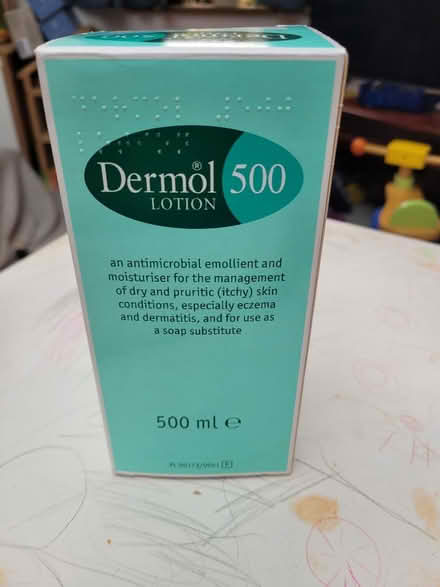 Dermol® 500
LOTION
an antimicrobial emollient and
moisturiser for the management
of dry and pruritic (itchy) skin
conditions, especially eczema
and dermatitis, and for use as
a soap substitute
500 ml ℮